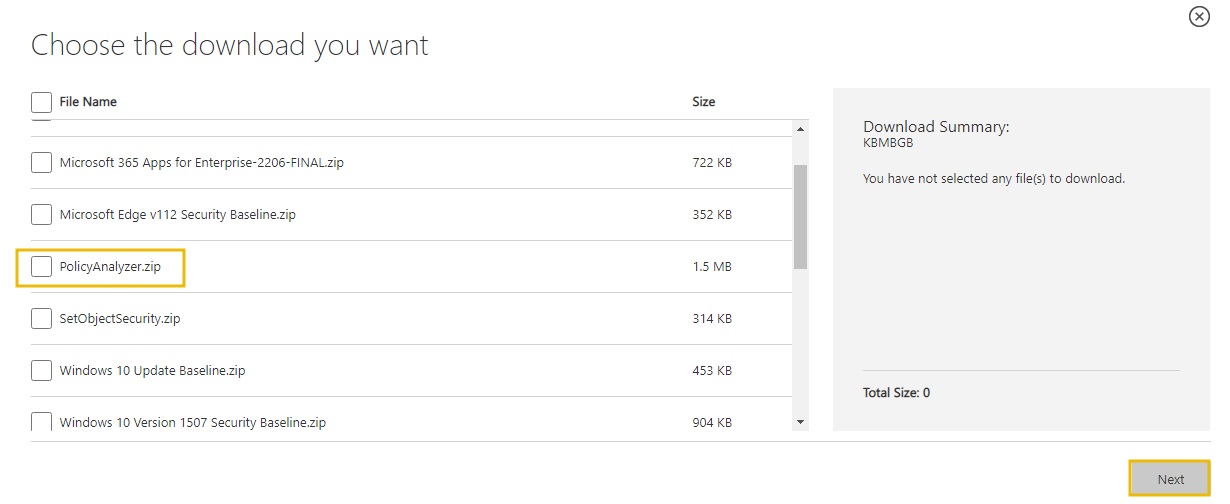 Choose the download you want
File Name Size
Microsoft 365 Apps for Enterprise-2206-FINAL.zip 722 KB
Microsoft Edge v112 Security Baseline.zip 352 KB
PolicyAnalyzer.zip 1.5 MB
SetObjectSecurity.zip 314 KB
Windows 10 Update Baseline.zip 453 KB
Windows 10 Version 1507 Security Baseline.zip 904 KB
Download Summary:
KBMBGB
You have not selected any file(s) to download.
Total Size: 0
Next